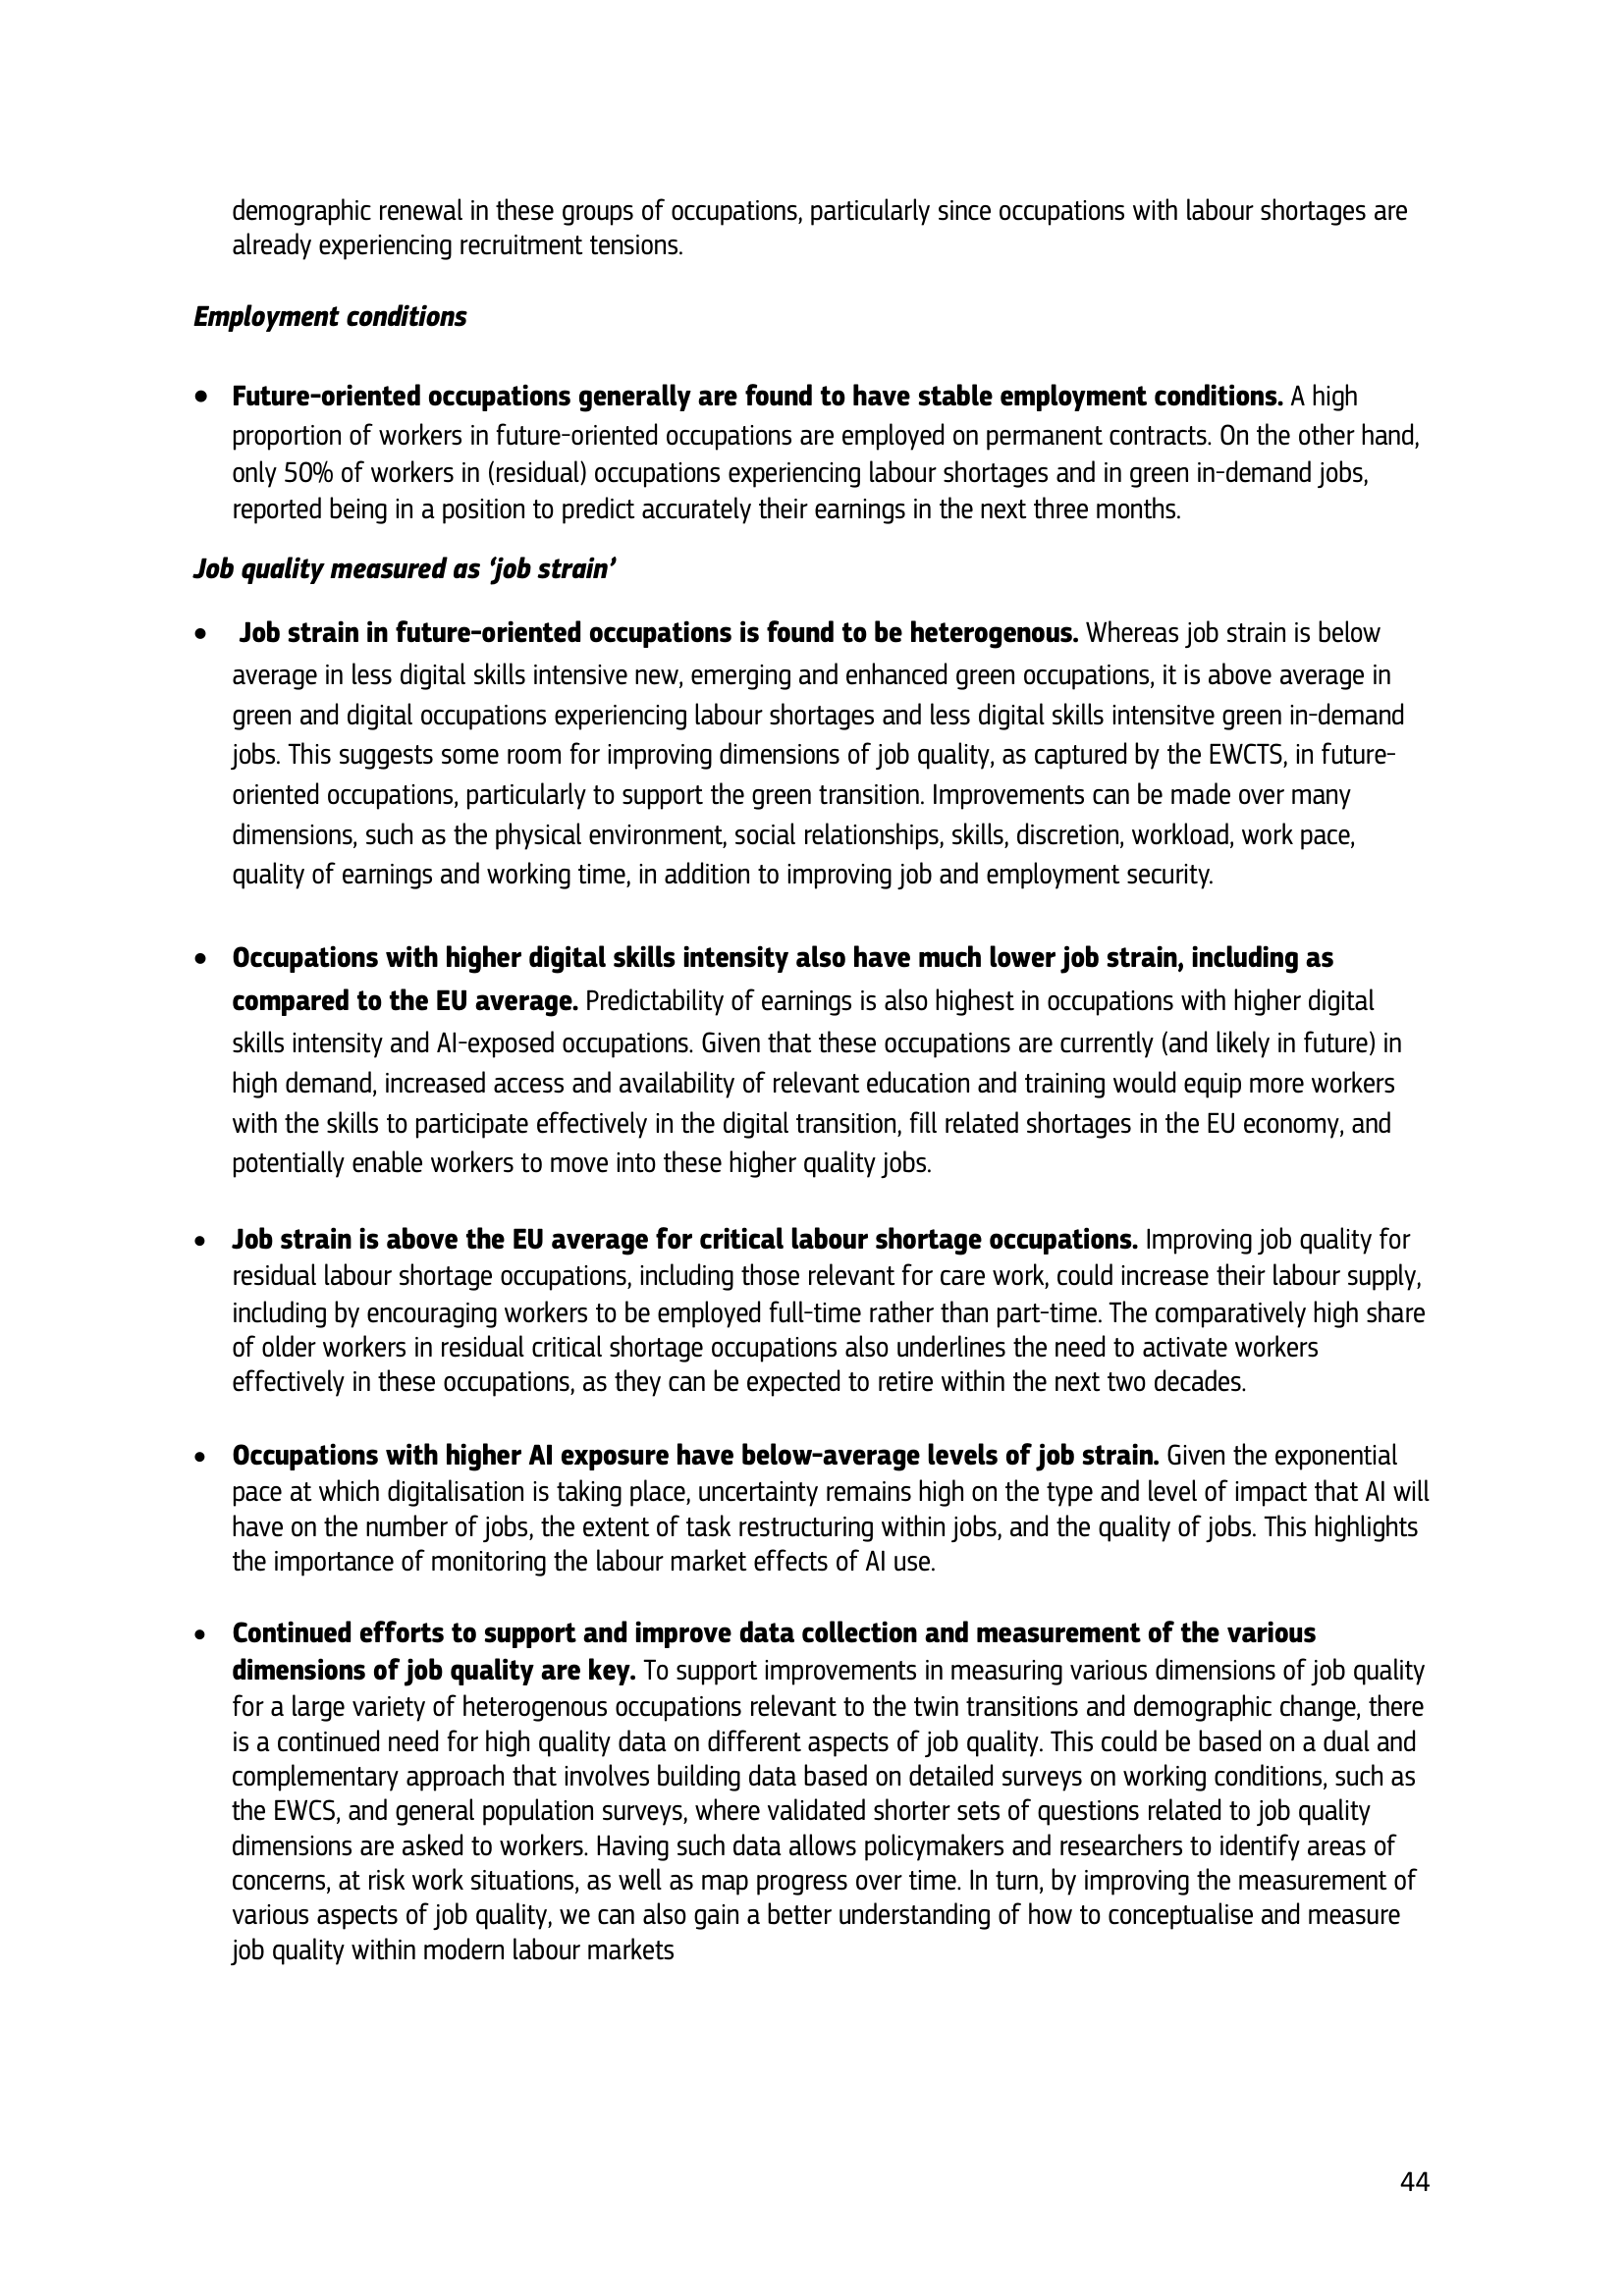 demographic renewal in these groups of occupations, particularly since occupations with labour shortages are
already experiencing recruitment tensions.
Employment conditions
• Future-oriented occupations generally are found to have stable employment conditions. A high
proportion of workers in future-oriented occupations are employed on permanent contracts. On the other hand,
only 50% of workers in (residual) occupations experiencing labour shortages and in green in-demand jobs,
reported being in a position to predict accurately their earnings in the next three months.
Job quality measured as ‘job strain’
• Job strain in future-oriented occupations is found to be heterogenous. Whereas job strain is below
average in less digital skills intensive new, emerging and enhanced green occupations, it is above average in
green and digital occupations experiencing labour shortages and less digital skills intensitve green in-demand
jobs. This suggests some room for improving dimensions of job quality, as captured by the EWCTS, in future-
oriented occupations, particularly to support the green transition. Improvements can be made over many
dimensions, such as the physical environment, social relationships, skills, discretion, workload, work pace,
quality of earnings and working time, in addition to improving job and employment security.
• Occupations with higher digital skills intensity also have much lower job strain, including as
compared to the EU average. Predictability of earnings is also highest in occupations with higher digital
skills intensity and AI-exposed occupations. Given that these occupations are currently (and likely in future) in
high demand, increased access and availability of relevant education and training would equip more workers
with the skills to participate effectively in the digital transition, fill related shortages in the EU economy, and
potentially enable workers to move into these higher quality jobs.
• Job strain is above the EU average for critical labour shortage occupations. Improving job quality for
residual labour shortage occupations, including those relevant for care work, could increase their labour supply,
including by encouraging workers to be employed full-time rather than part-time. The comparatively high share
of older workers in residual critical shortage occupations also underlines the need to activate workers
effectively in these occupations, as they can be expected to retire within the next two decades.
• Occupations with higher AI exposure have below-average levels of job strain. Given the exponential
pace at which digitalisation is taking place, uncertainty remains high on the type and level of impact that AI will
have on the number of jobs, the extent of task restructuring within jobs, and the quality of jobs. This highlights
the importance of monitoring the labour market effects of AI use.
• Continued efforts to support and improve data collection and measurement of the various
dimensions of job quality are key. To support improvements in measuring various dimensions of job quality
for a large variety of heterogenous occupations relevant to the twin transitions and demographic change, there
is a continued need for high quality data on different aspects of job quality. This could be based on a dual and
complementary approach that involves building data based on detailed surveys on working conditions, such as
the EWCS, and general population surveys, where validated shorter sets of questions related to job quality
dimensions are asked to workers. Having such data allows policymakers and researchers to identify areas of
concerns, at risk work situations, as well as map progress over time. In turn, by improving the measurement of
various aspects of job quality, we can also gain a better understanding of how to conceptualise and measure
job quality within modern labour markets
44